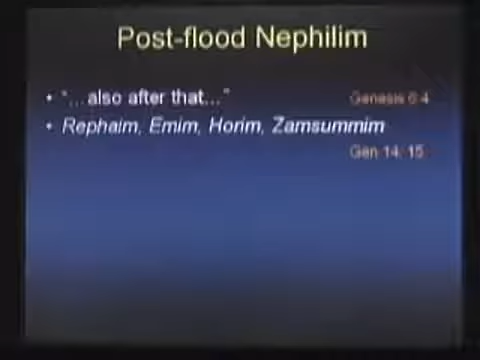 Post-flood Nephilim
• "…also after that…" Genesis 6:4
• Rephaim, Emim, Horim, Zamsummim
Gen 14, 15